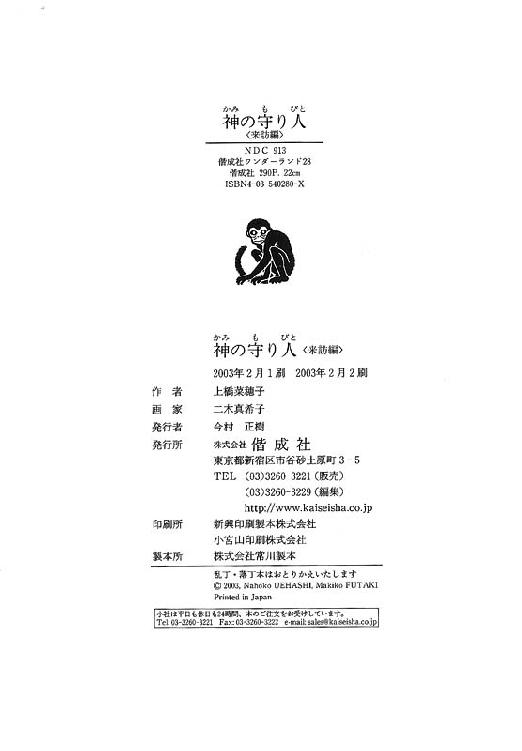 かみ も びと
神の守り人
〈来訪編〉
NDC 913
偕成社ワンダーランド28
偕成社 290P. 22cm
ISBN4-03-540280-X
かみ も びと
神の守り人〈来訪編〉
2003年2月1刷 2003年2月2刷
作者 上橋菜穂子
画家 二木真希子
発行者 今村 正樹
発行所 株式会社 偕成社
東京都新宿区市谷砂土原町3-5
TEL (03)3260-3221(販売)
(03)3260-3229(編集)
http://www.kaiseisha.co.jp
印刷所 新興印刷製本株式会社
小宮山印刷株式会社
製本所 株式会社常川製本
乱丁・落丁本はおとりかえいたします
© 2003, Nahoko UEHASHI, Makiko FUTAKI
Printed in Japan
小社は平日も休日も24時間、本のご注文をお受けしています。
Tel:03-3260-3221 Fax:03-3260-3222 e-mail:sales@kaiseisha.co.jp